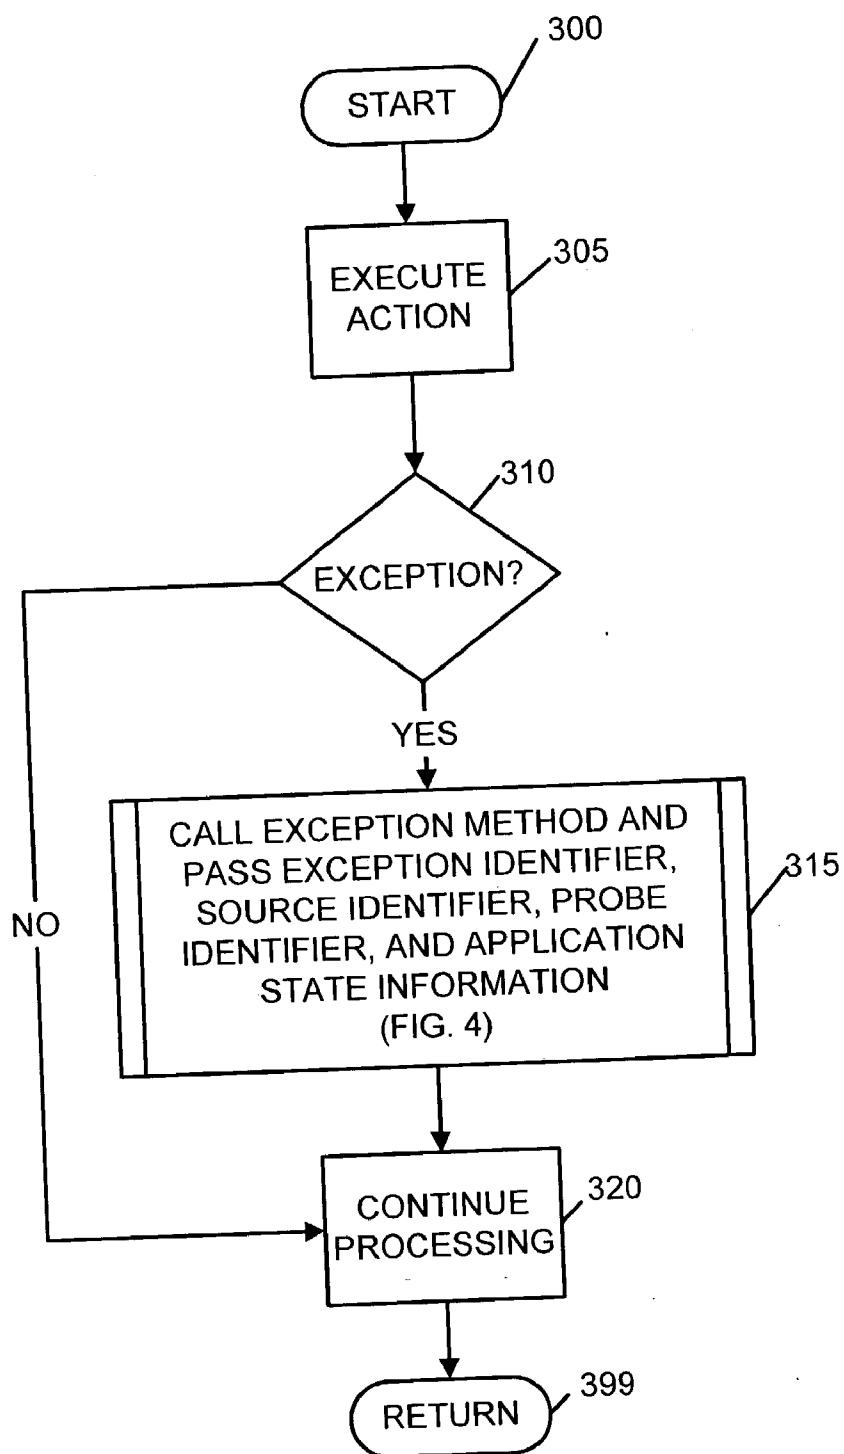 300
START
305
EXECUTE
ACTION
310
EXCEPTION?
YES
CALL EXCEPTION METHOD AND
PASS EXCEPTION IDENTIFIER,
SOURCE IDENTIFIER, PROBE
IDENTIFIER, AND APPLICATION
STATE INFORMATION
(FIG. 4)
315
NO
CONTINUE
PROCESSING
320
RETURN
399